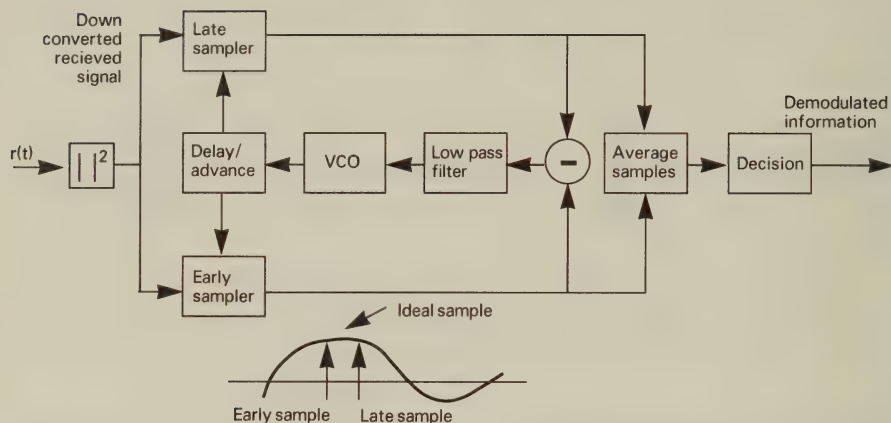 Down
converted
recieved
signal
Late
sampler
Demodulated
information
r(t)
| |²
Delay/
advance
VCO
Low pass
filter
−
Average
samples
Decision
Early
sampler
Ideal sample
Early sample
Late sample